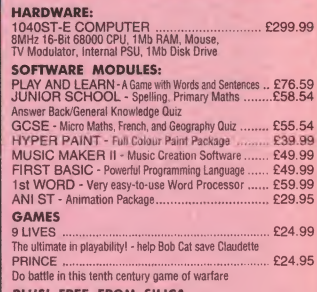 HARDWARE:
1040ST-E COMPUTER .......................... £299.99
8MHz 16-Bit 68000 CPU, 1Mb RAM, Mouse,
TV Modulator, Internal PSU, 1Mb Disk Drive
SOFTWARE MODULES:
PLAY AND LEARN - A Game with Words and Sentences .. £76.59
JUNIOR SCHOOL - Spelling, Primary Maths ........ £58.54
Answer Back/General Knowledge Quiz
GCSE - Micro Maths, French, and Geography Quiz ....... £55.54
HYPER PAINT - Full Colour Paint Package ........... £39.99
MUSIC MAKER II - Music Creation Software ..... £49.99
FIRST BASIC - Powerful Programming Language ...... £49.99
1st WORD - Very easy-to-use Word Processor ...... £59.99
ANI ST - Animation Package........................ £29.95
GAMES
9 LIVES ............................................. £24.99
The ultimate in playability! - help Bob Cat save Claudette
PRINCE ............................................. £24.95
Do battle in this tenth century game of warfare
PLUS! FREE FROM SILICA